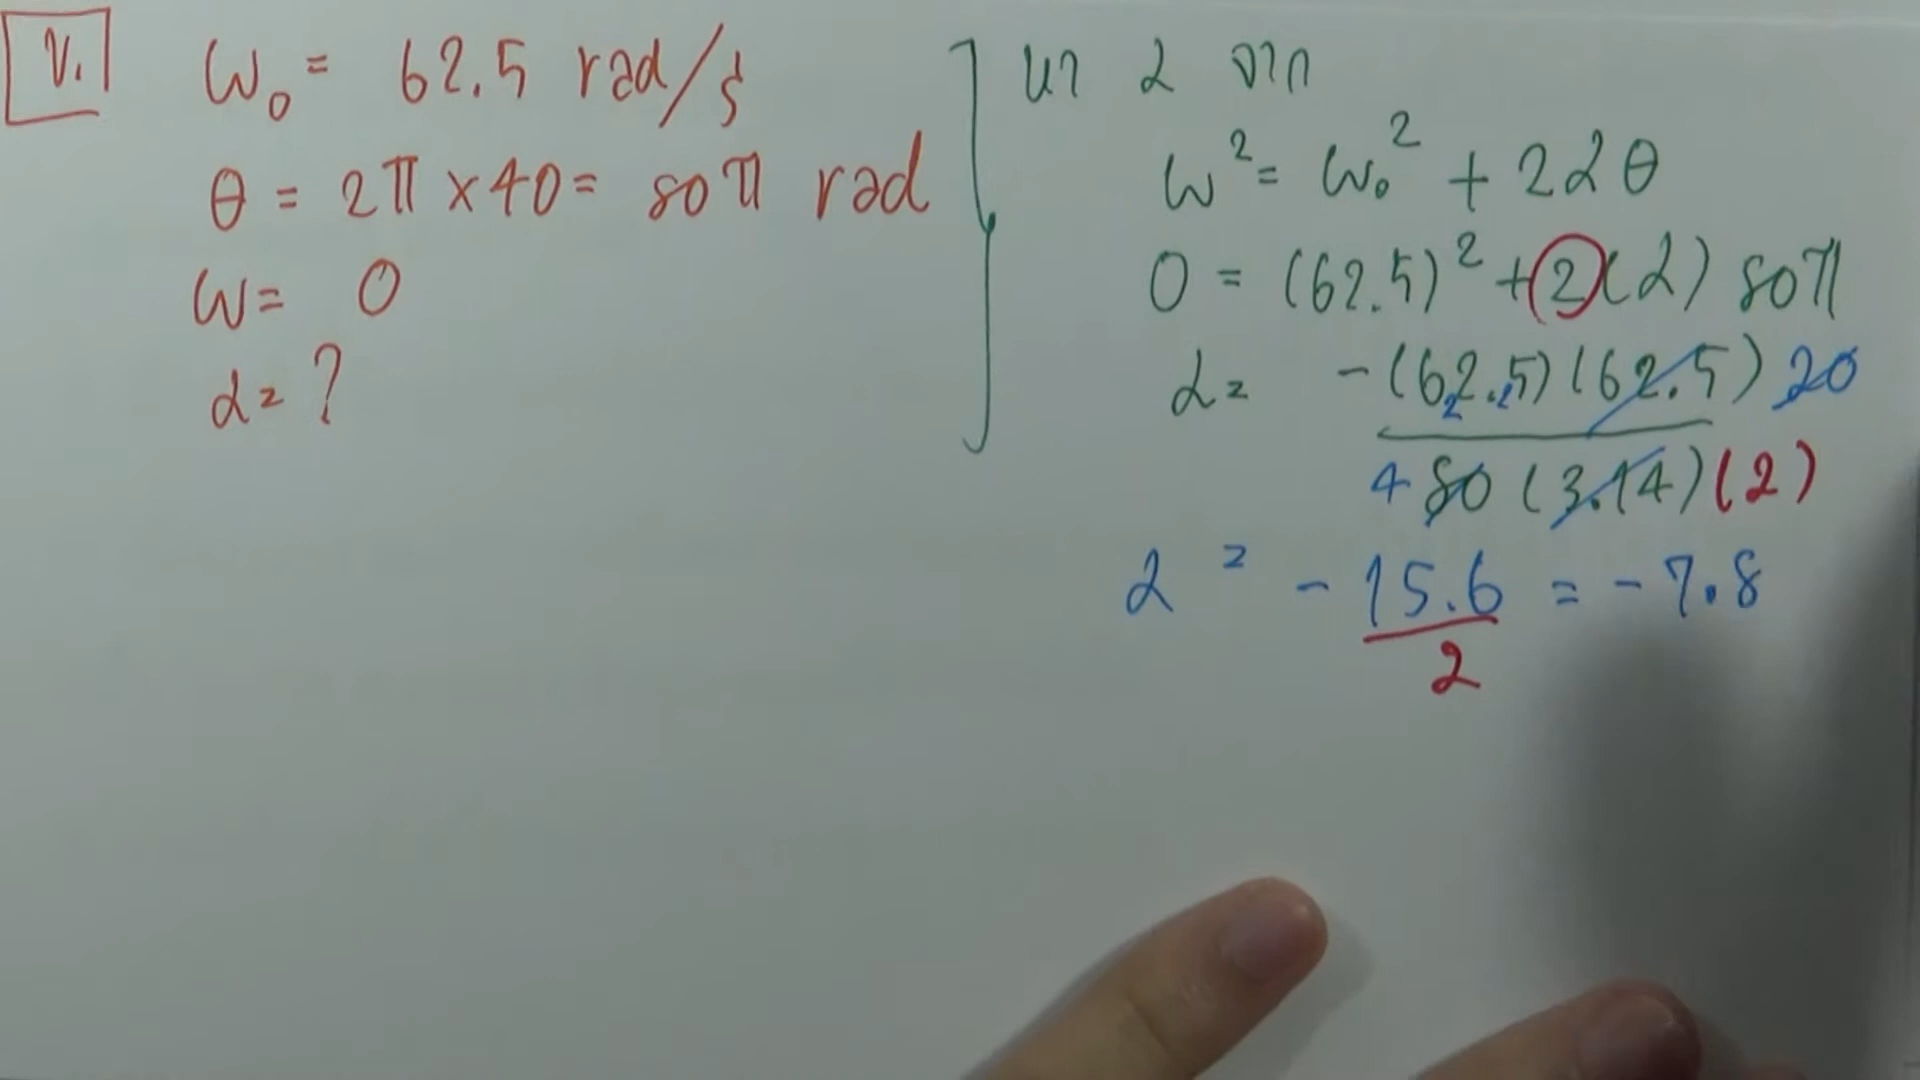 ข.
ω₀ = 62.5 rad/s
θ = 2π × 40 = 80π rad
ω = 0
α = ?
หา α จาก
ω² = ω₀² + 2αθ
0 = (62.5)² + 2(α) 80π
α = -(62.5)(62.5) 20
4 80 (3.14)(2)
α = - 15.6 = - 7.8
2